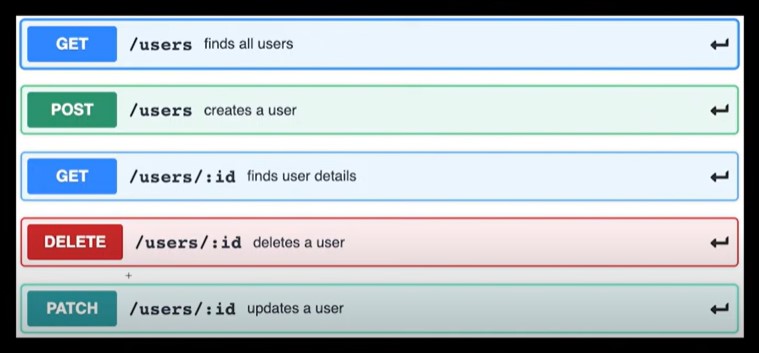 GET /users finds all users
POST /users creates a user
GET /users/:id finds user details
DELETE /users/:id deletes a user
PATCH /users/:id updates a user